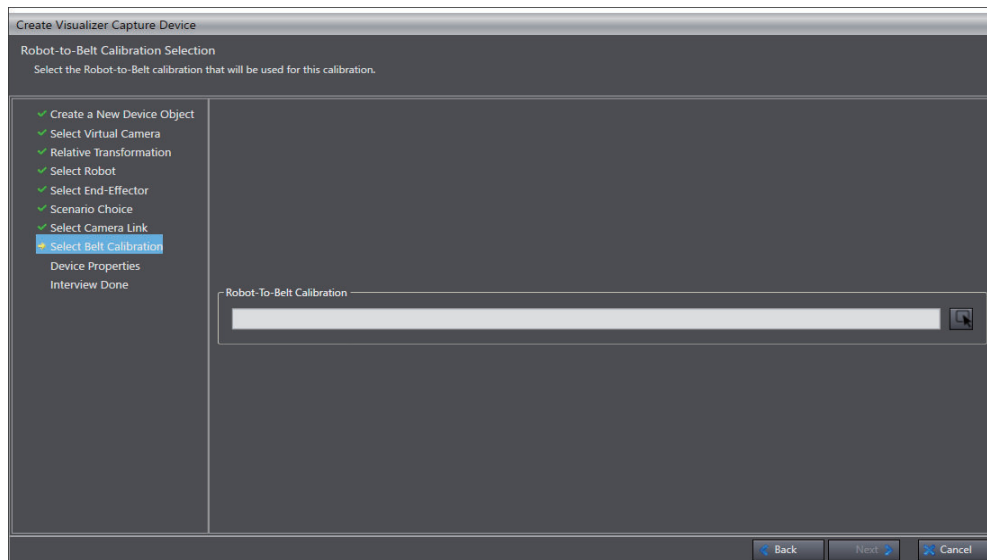 Create Visualizer Capture Device
Robot-to-Belt Calibration Selection
Select the Robot-to-Belt calibration that will be used for this calibration.
Create a New Device Object
Select Virtual Camera
Relative Transformation
Select Robot
Select End-Effector
Scenario Choice
Select Camera Link
Select Belt Calibration
Device Properties
Interview Done
Robot-To-Belt Calibration
Back Next Cancel